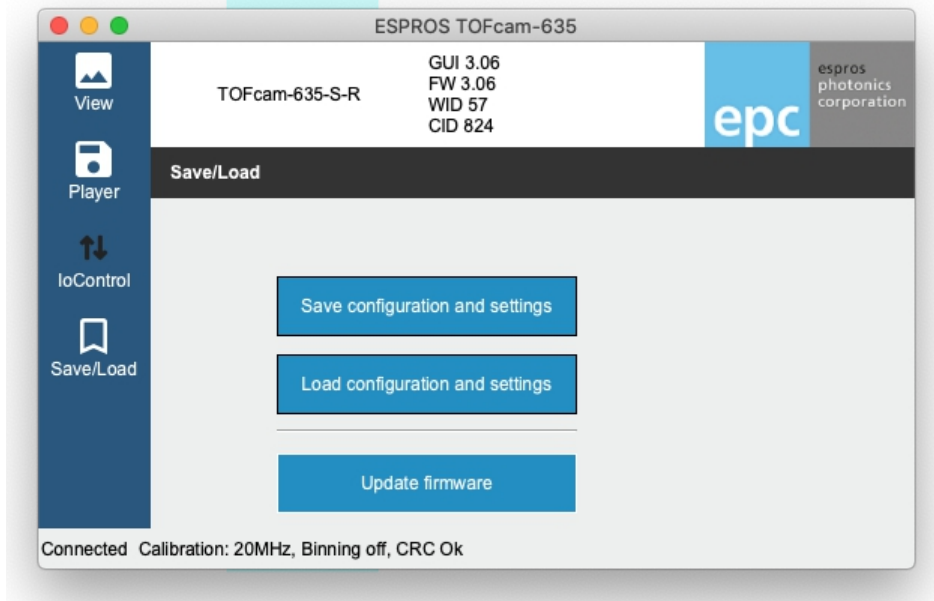 ESPROS TOFcam-635
View
Player
IoControl
Save/Load
TOFcam-635-S-R
GUI 3.06
FW 3.06
WID 57
CID 824
epc
espros
photonics
corporation
Save/Load
Save configuration and settings
Load configuration and settings
Update firmware
Connected Calibration: 20MHz, Binning off, CRC Ok